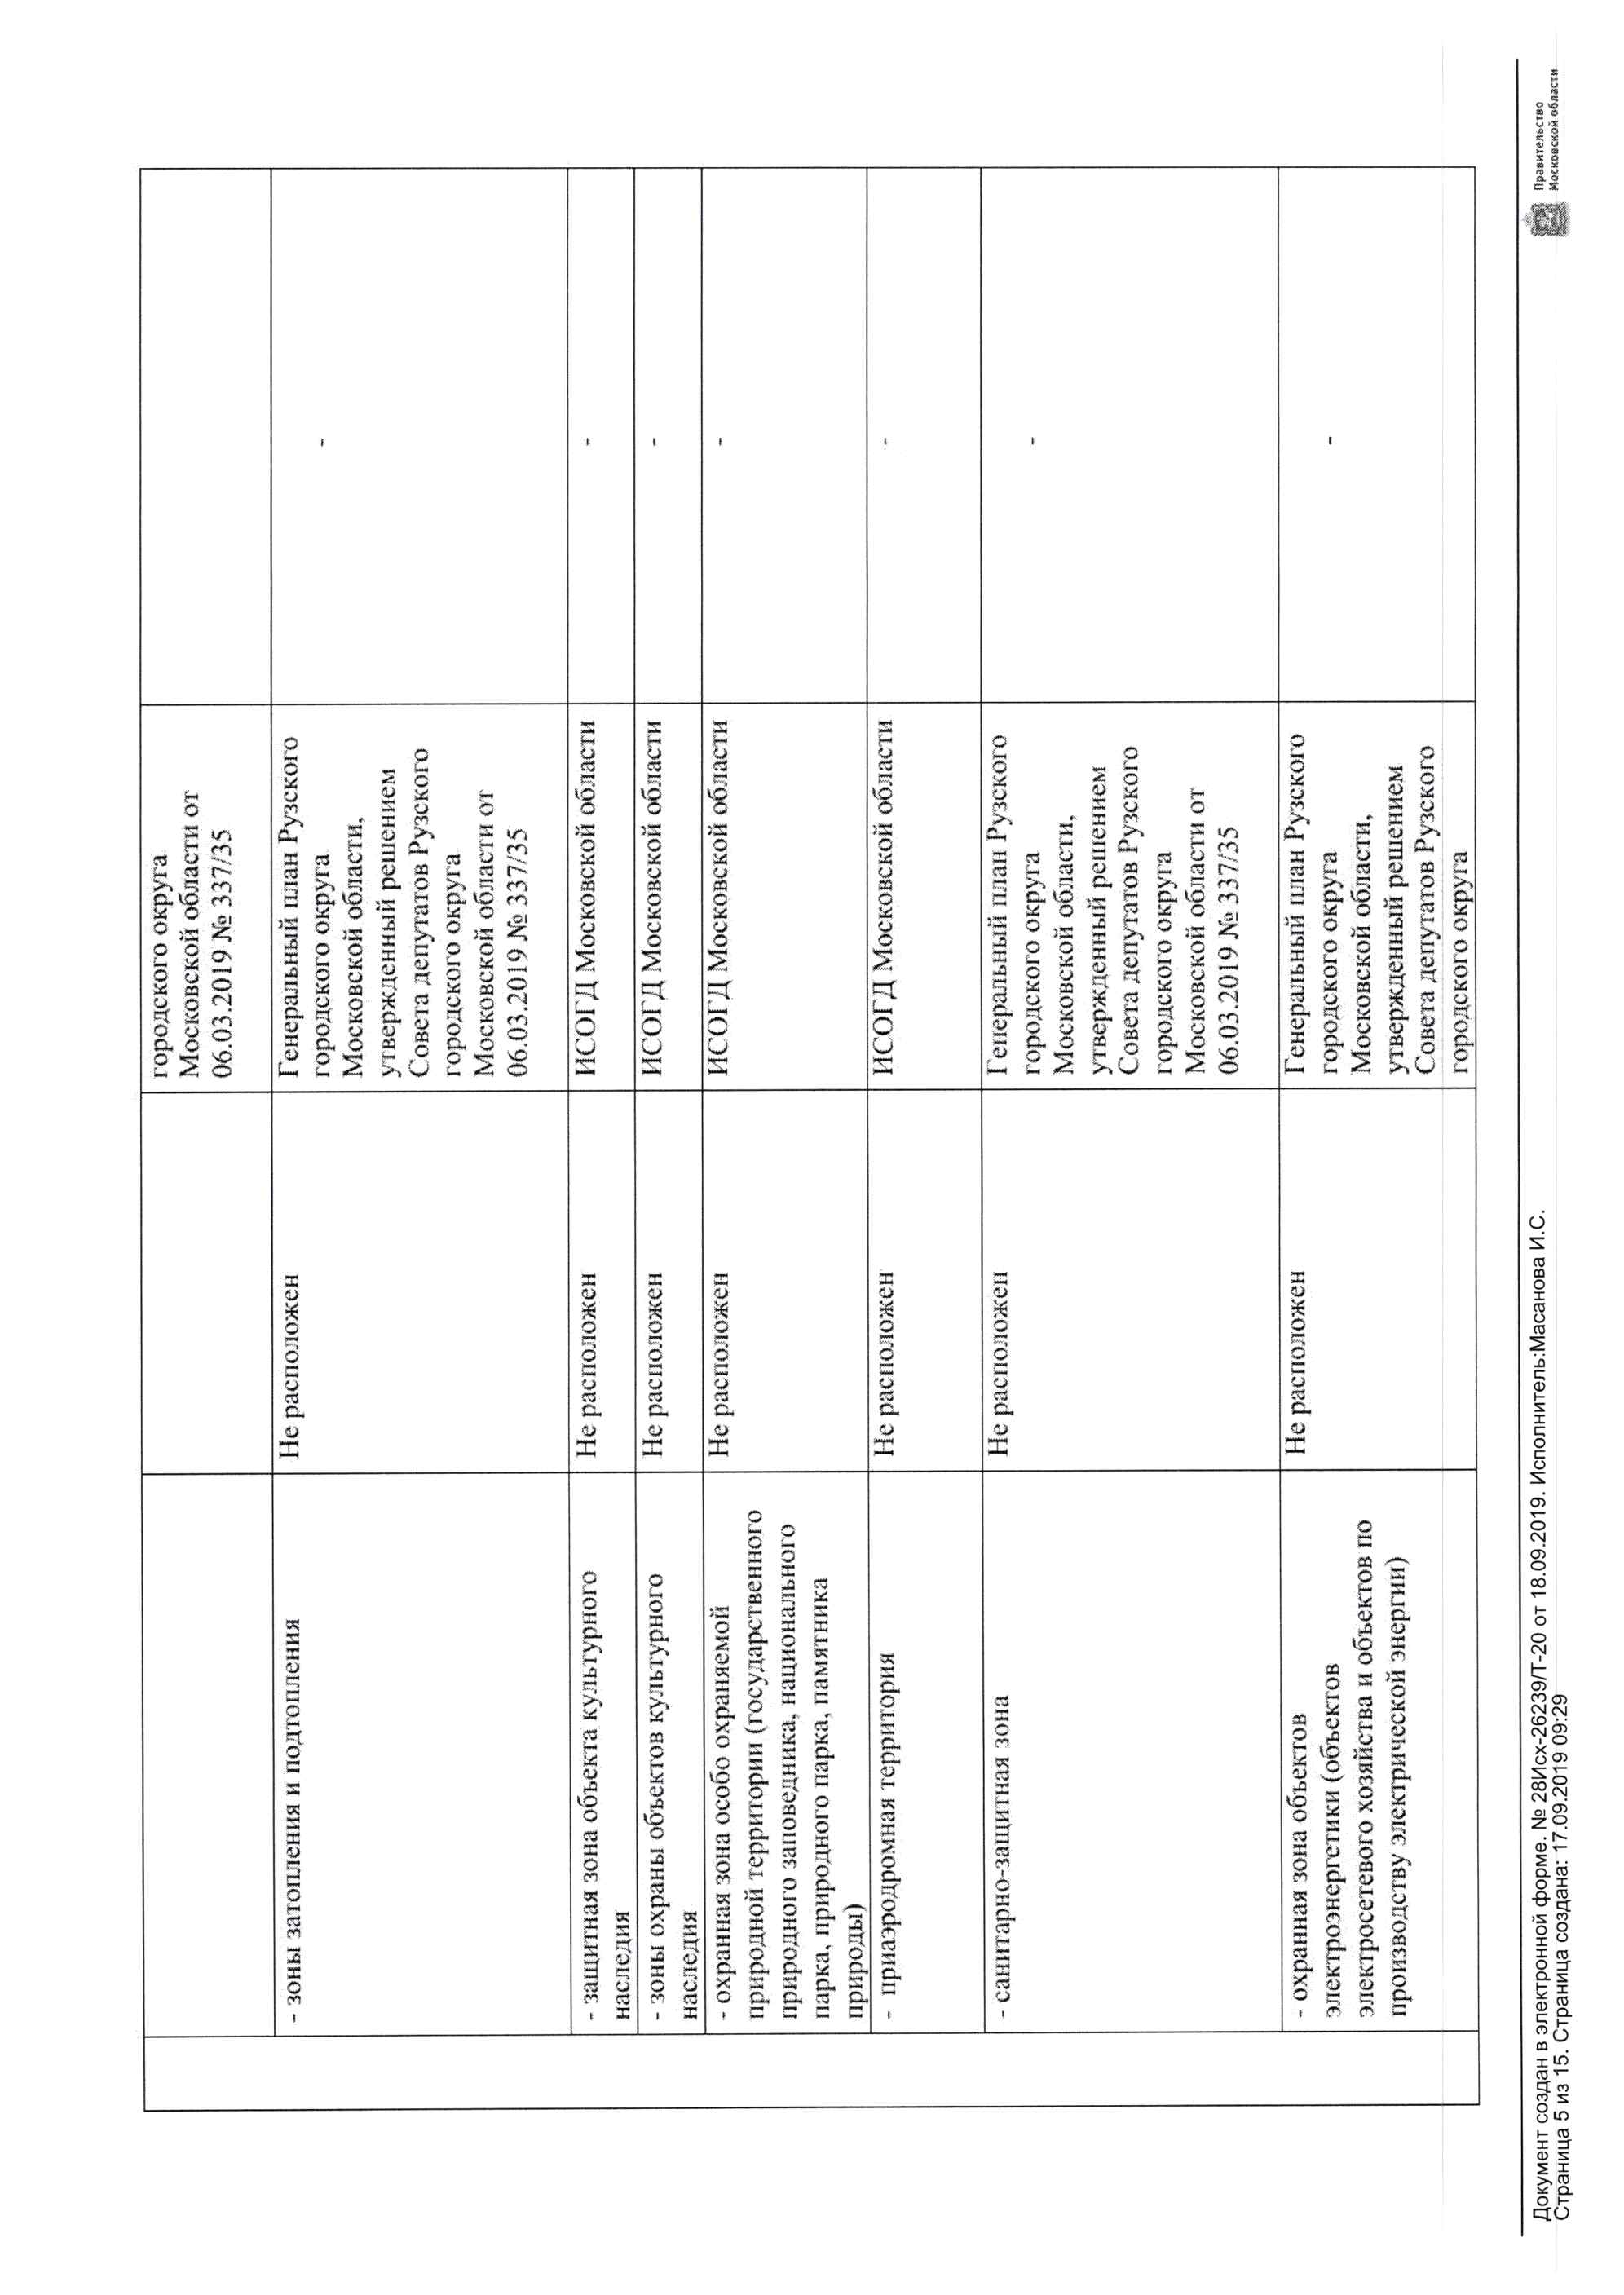 городского округа
Московской области от
06.03.2019 № 337/35
- зоны затопления и подтопления
Не расположен
Генеральный план Рузского
городского округа
Московской области,
утвержденный решением
Совета депутатов Рузского
городского округа
Московской области от
06.03.2019 № 337/35
-
- защитная зона объекта культурного
наследия
Не расположен
ИСОГД Московской области
-
- зоны охраны объектов культурного
наследия
Не расположен
ИСОГД Московской области
-
- охранная зона особо охраняемой
природной территории (государственного
природного заповедника, национального
парка, природного парка, памятника
природы)
Не расположен
ИСОГД Московской области
-
- приаэродромная территория
Не расположен
ИСОГД Московской области
-
- санитарно-защитная зона
Не расположен
Генеральный план Рузского
городского округа
Московской области,
утвержденный решением
Совета депутатов Рузского
городского округа
Московской области от
06.03.2019 № 337/35
-
- охранная зона объектов
электроэнергетики (объектов
электросетевого хозяйства и объектов по
производству электрической энергии)
Не расположен
Генеральный план Рузского
городского округа
Московской области,
утвержденный решением
Совета депутатов Рузского
городского округа
-
Документ создан в электронной форме. № 28Исх-26239/Т-20 от 18.09.2019. Исполнитель:Масанова И.С.
Страница 5 из 15. Страница создана: 17.09.2019 09:29
Правительство
Московской области